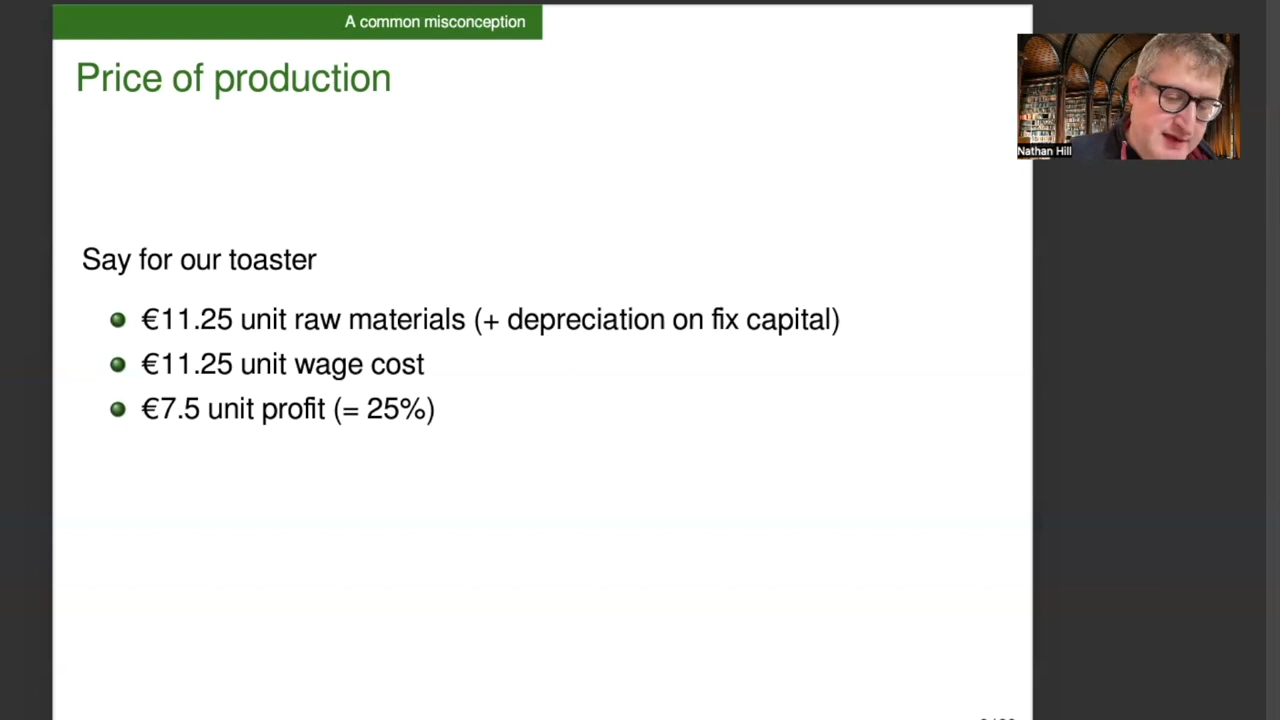 A common misconception
Price of production
Nathan Hill
Say for our toaster
€11.25 unit raw materials (+ depreciation on fix capital)
€11.25 unit wage cost
€7.5 unit profit (= 25%)